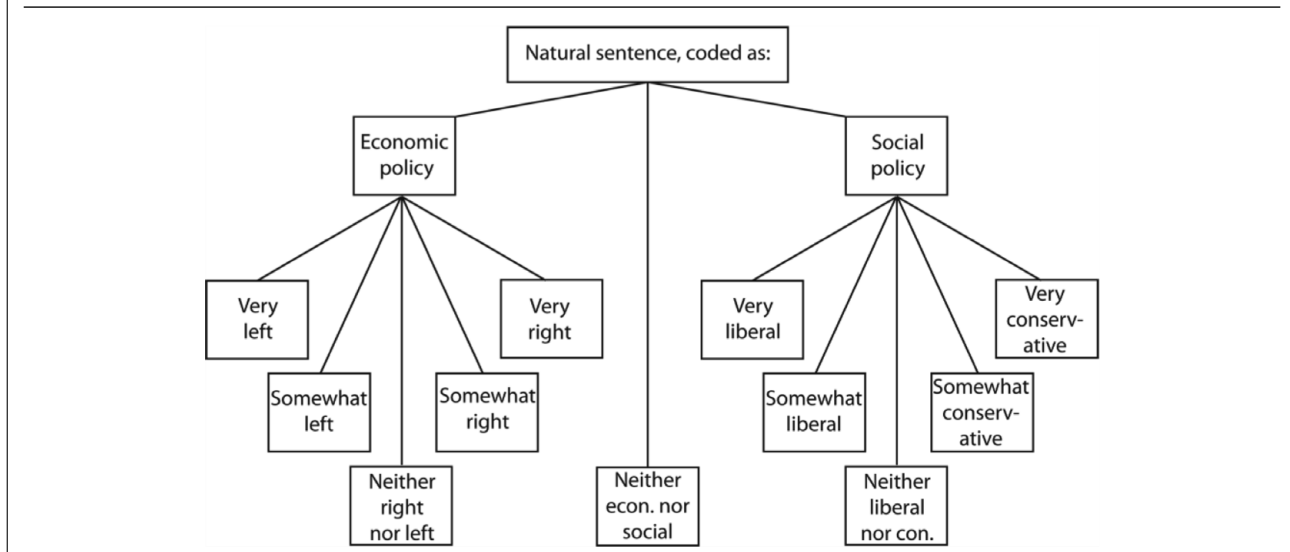 Natural sentence, coded as:
Economic
policy
Social
policy
Very
left
Somewhat
left
Neither
right
nor left
Somewhat
right
Very
right
Neither
econ. nor
social
Very
liberal
Somewhat
liberal
Neither
liberal
nor con.
Somewhat
conserv-
ative
Very
conserv-
ative